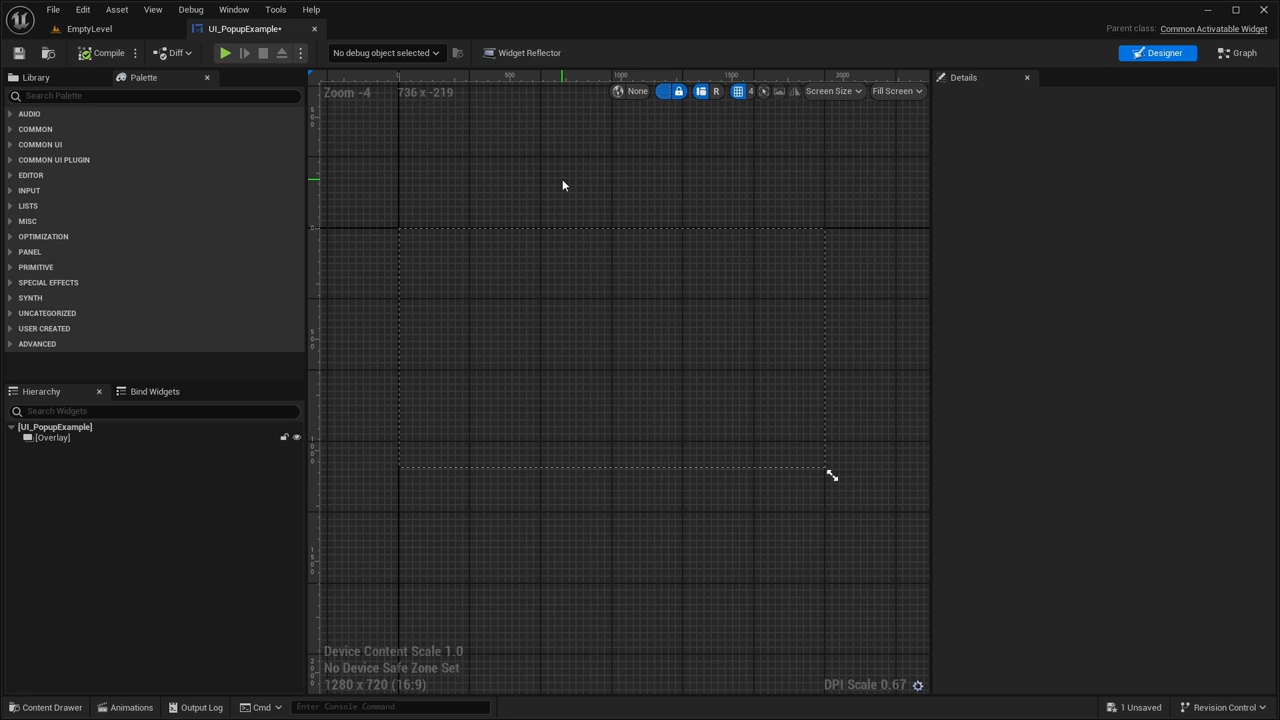 File Edit Asset View Debug Window Tools Help
EmptyLevel UI_PopupExample*
Parent class: Common Activatable Widget
Compile Diff No debug object selected Widget Reflector Designer Graph
Library Palette Details
Search Palette
Zoom -4 736 x -219 None R 4 Screen Size Fill Screen
0 500 1000 1500 2000
AUDIO
COMMON
COMMON UI
COMMON UI PLUGIN
EDITOR
INPUT
LISTS
MISC
OPTIMIZATION
PANEL
PRIMITIVE
SPECIAL EFFECTS
SYNTH
UNCATEGORIZED
USER CREATED
ADVANCED
Hierarchy Bind Widgets
Search Widgets
[UI_PopupExample]
[Overlay]
Device Content Scale 1.0
No Device Safe Zone Set
1280 x 720 (16:9)
DPI Scale 0.67
Content Drawer Animations Output Log Cmd Enter Console Command 1 Unsaved Revision Control